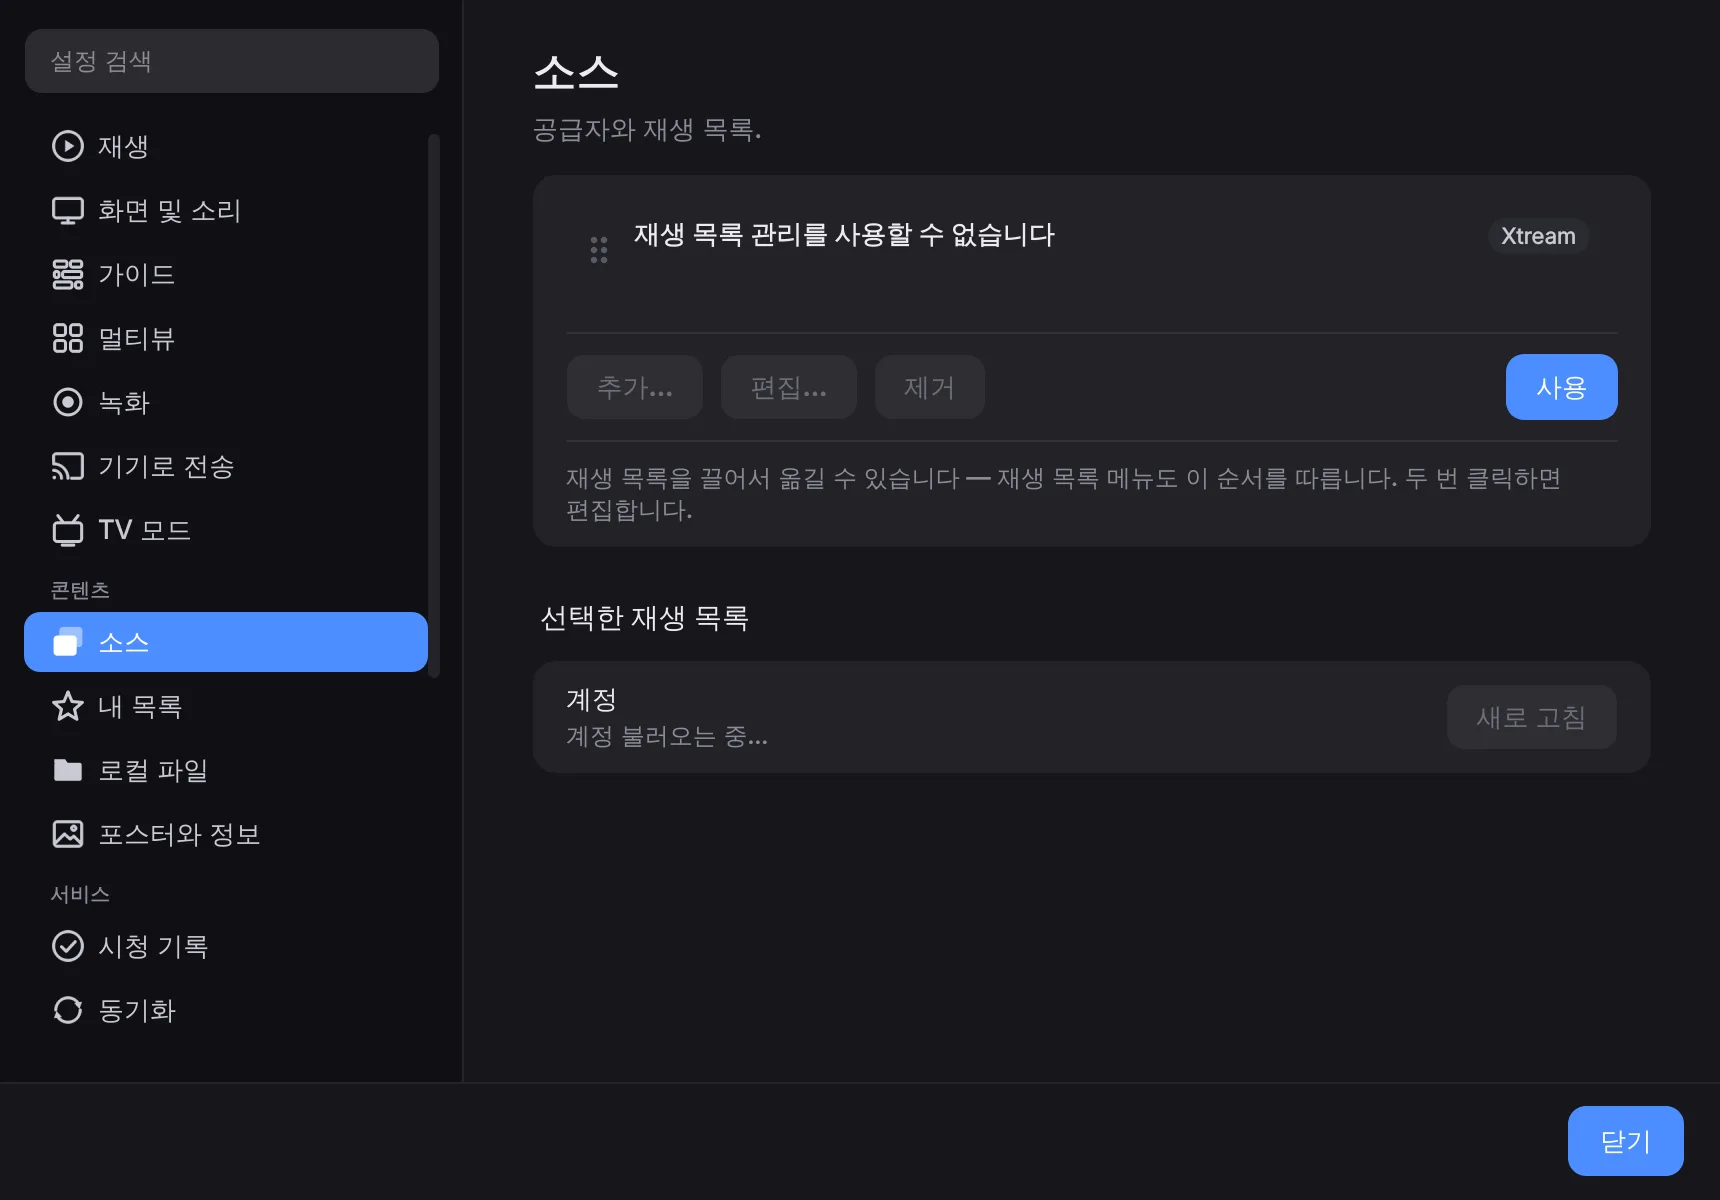 설정 검색
재생
화면 및 소리
가이드
멀티뷰
녹화
기기로 전송
TV 모드
콘텐츠
소스
내 목록
로컬 파일
포스터와 정보
서비스
시청 기록
동기화
소스
공급자와 재생 목록.
재생 목록 관리를 사용할 수 없습니다
Xtream
추가...
편집...
제거
사용
재생 목록을 끌어서 옮길 수 있습니다 — 재생 목록 메뉴도 이 순서를 따릅니다. 두 번 클릭하면
편집합니다.
선택한 재생 목록
계정
계정 불러오는 중...
새로 고침
닫기